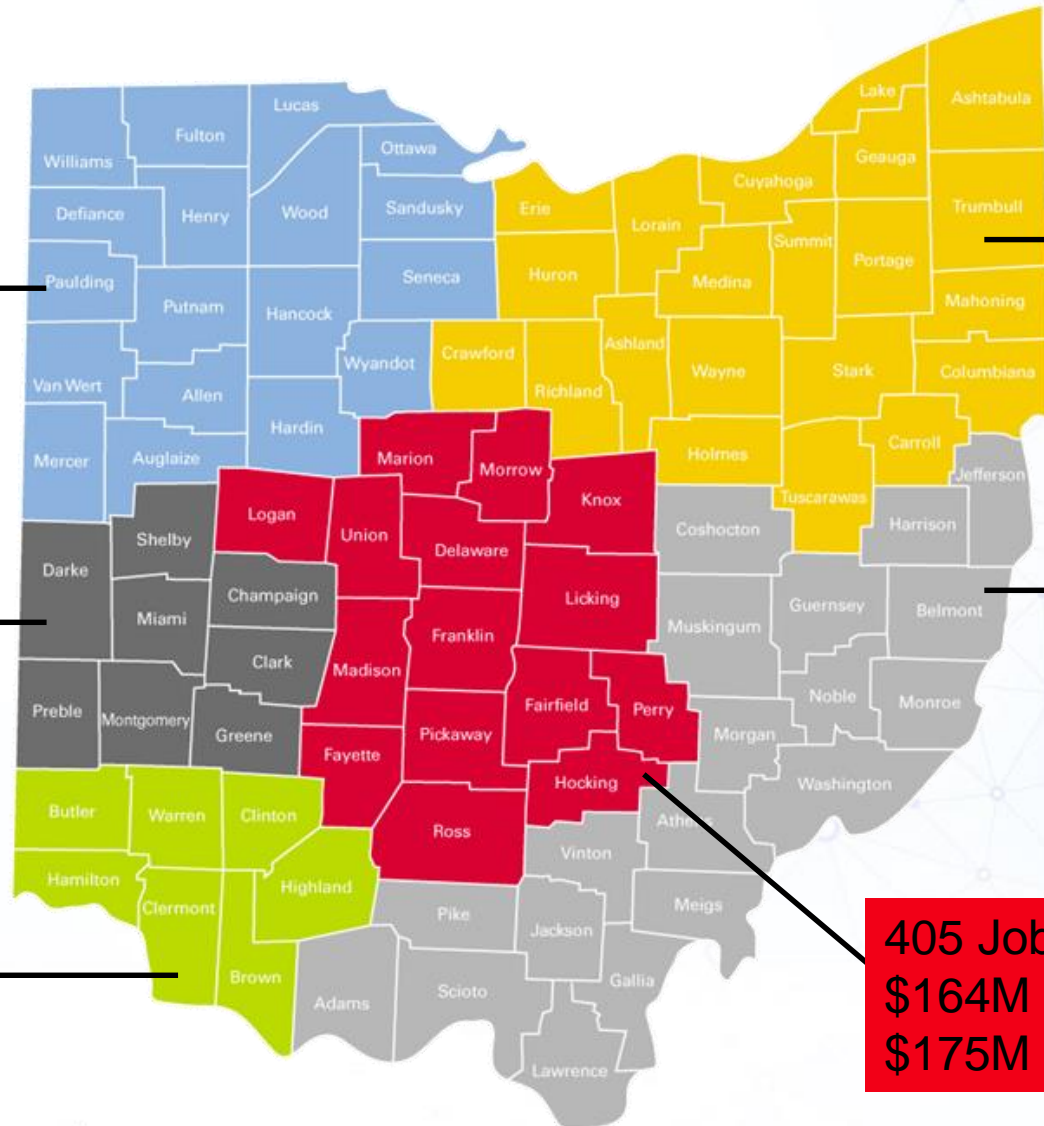 Lake
Ashtabula
Lucas
Fulton
Geauga
Ottawa
Williams
Cuyahoga
Defiance
Henry
Wood
Sandusky
Erie
Lorain
Trumbull
Summit
Portage
Paulding
Seneca
Huron
Medina
Mahoning
Putnam
Hancock
Wyandot
Crawford
Ashland
Wayne
Stark
Columbiana
Van Wert
Allen
Richland
Hardin
Mercer
Auglaize
Marion
Morrow
Holmes
Carroll
Jefferson
Knox
Tuscarawas
Logan
Union
Coshocton
Harrison
Shelby
Delaware
Darke
Champaign
Licking
Guernsey
Belmont
Miami
Franklin
Muskingum
Clark
Madison
Noble
Monroe
Preble
Montgomery
Greene
Fairfield
Perry
Pickaway
Morgan
Fayette
Hocking
Washington
Butler
Warren
Clinton
Ross
Athens
Vinton
Hamilton
Highland
Clermont
Pike
Jackson
Meigs
Brown
Adams
Scioto
Gallia
Lawrence
405 Job
$164M
$175M